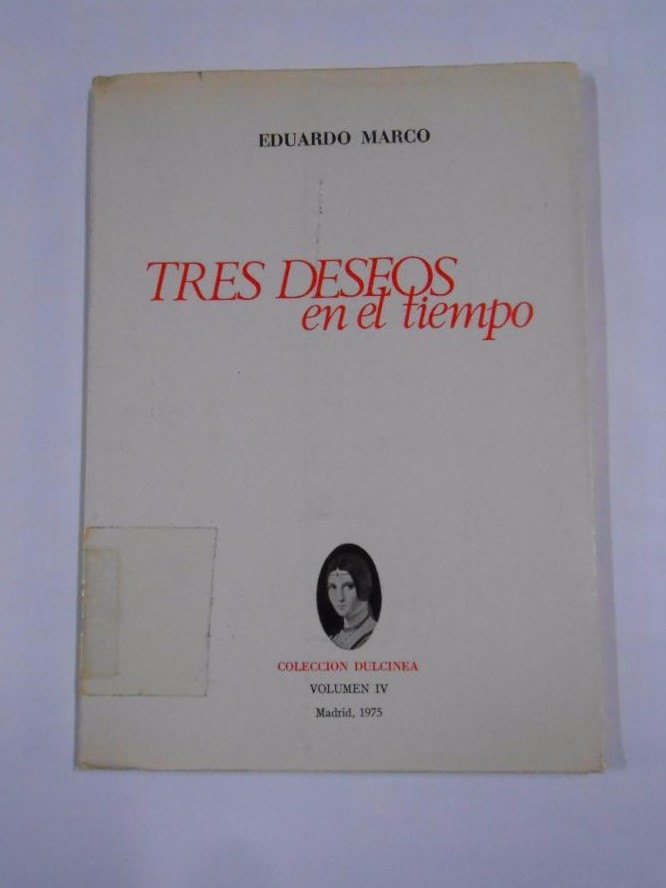 EDUARDO MARCO
TRES DESEOS
en el tiempo
COLECCION DULCINEA
VOLUMEN IV
Madrid, 1975